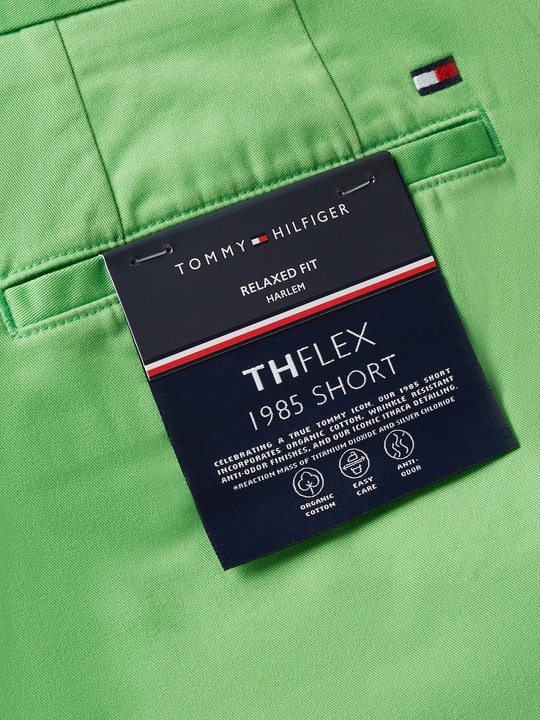 TOMMY HILFIGER
RELAXED FIT
HARLEM
THFLEX
1985 SHORT
CELEBRATING A TRUE TOMMY ICON. OUR 1985 SHORT
INCORPORATES ORGANIC COTTON, WRINKLE RESISTANT
ANTI-ODOR FINISHES, AND OUR ICONIC ITHACA DETAILING.
*REACTION MASS OF TITANIUM DIOXIDE AND SILVER CHLORIDE
ORGANIC
COTTON
EASY
CARE
ANTI-
ODOR